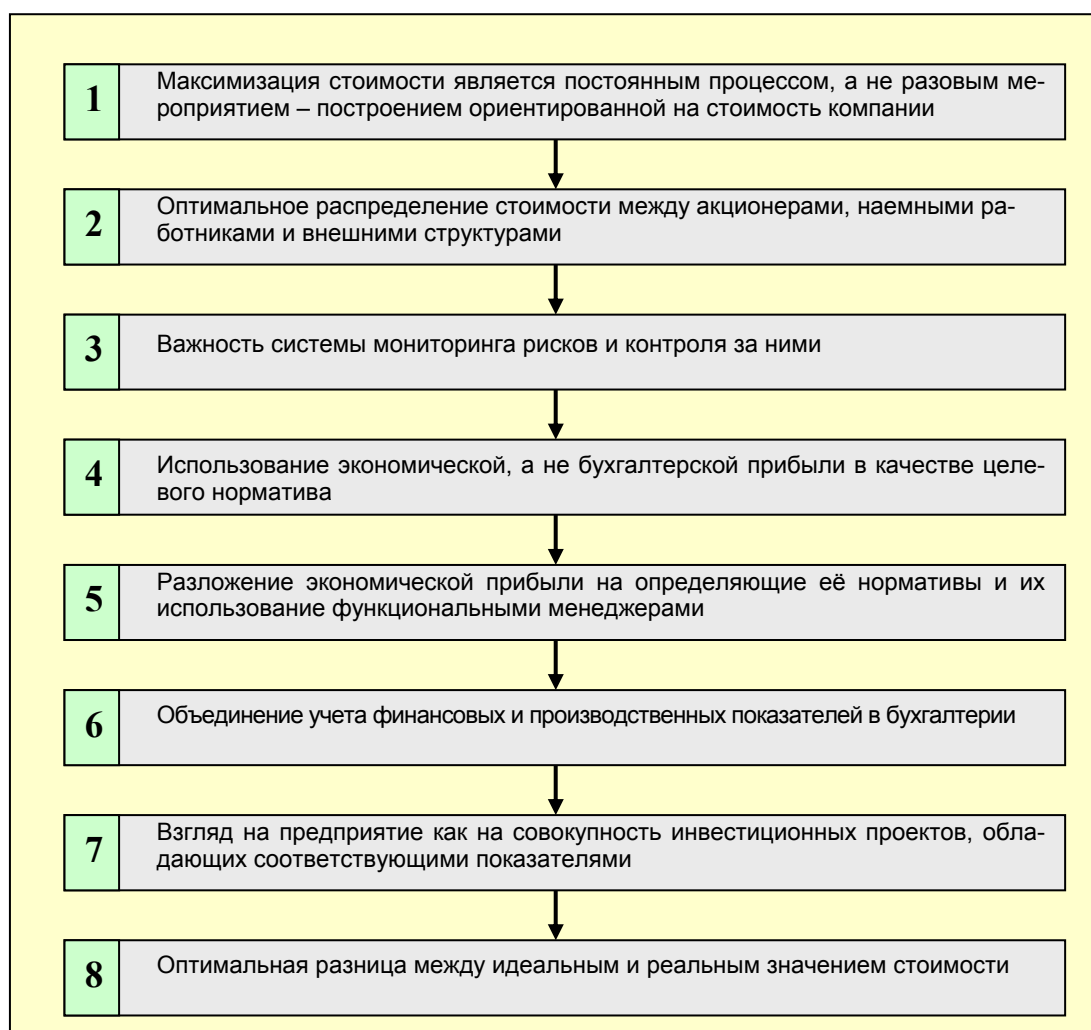 1
Максимизация стоимости является постоянным процессом, а не разовым ме-
роприятием – построением ориентированной на стоимость компании
2
Оптимальное распределение стоимости между акционерами, наемными ра-
ботниками и внешними структурами
3
Важность системы мониторинга рисков и контроля за ними
4
Использование экономической, а не бухгалтерской прибыли в качестве целе-
вого норматива
5
Разложение экономической прибыли на определяющие её нормативы и их
использование функциональными менеджерами
6
Объединение учета финансовых и производственных показателей в бухгалтерии
7
Взгляд на предприятие как на совокупность инвестиционных проектов, обла-
дающих соответствующими показателями
8
Оптимальная разница между идеальным и реальным значением стоимости